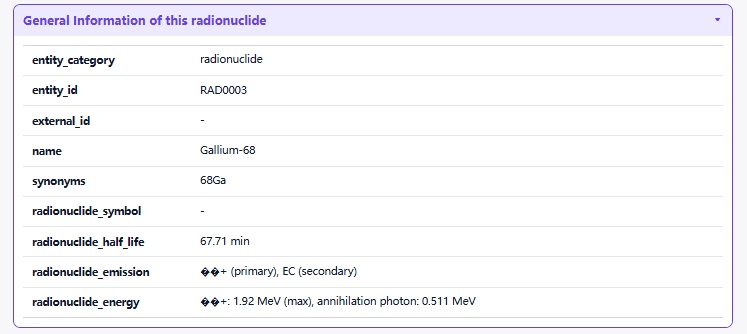 General Information of this radionuclide
entity_category radionuclide
entity_id RAD0003
external_id -
name Gallium-68
synonyms 68Ga
radionuclide_symbol -
radionuclide_half_life 67.71 min
radionuclide_emission ��+ (primary), EC (secondary)
radionuclide_energy ��+: 1.92 MeV (max), annihilation photon: 0.511 MeV